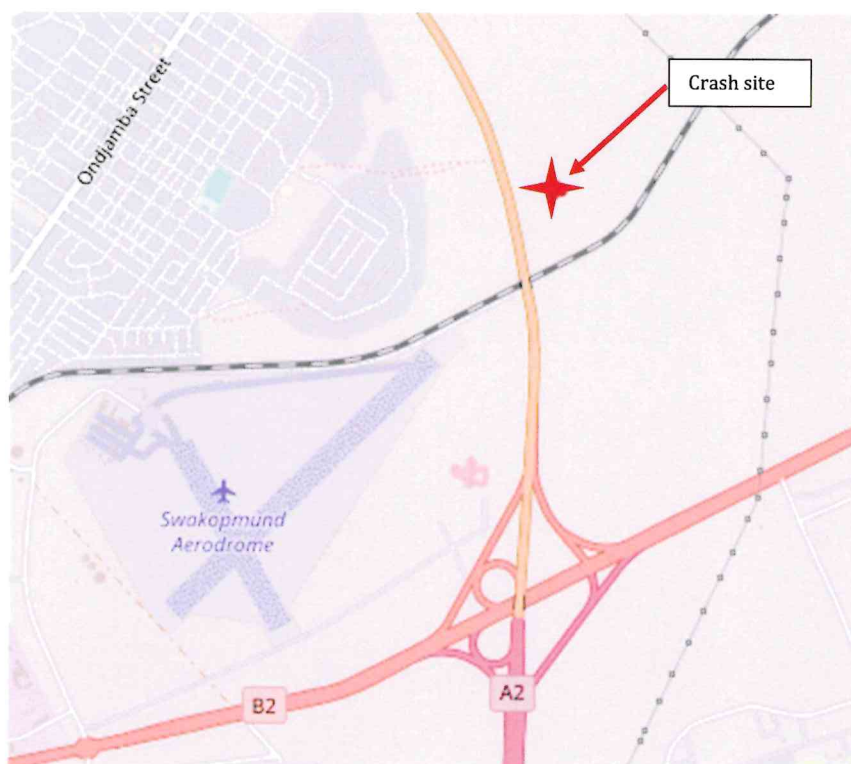 Crash site
Ondjamba Street
Swakopmund
Aerodrome
B2
A2